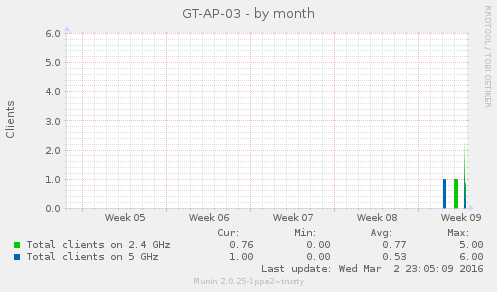 GT-AP-03 - by month
RRDTOOL / TOBI OETIKER
Clients
6.0
5.0
4.0
3.0
2.0
1.0
0.0
Week 05 Week 06 Week 07 Week 08 Week 09
Cur: Min: Avg: Max:
Total clients on 2.4 GHz 0.76 0.00 0.77 5.00
Total clients on 5 GHz 1.00 0.00 0.53 6.00
Last update: Wed Mar 2 23:05:09 2016
Munin 2.0.25-1ppa2~trusty